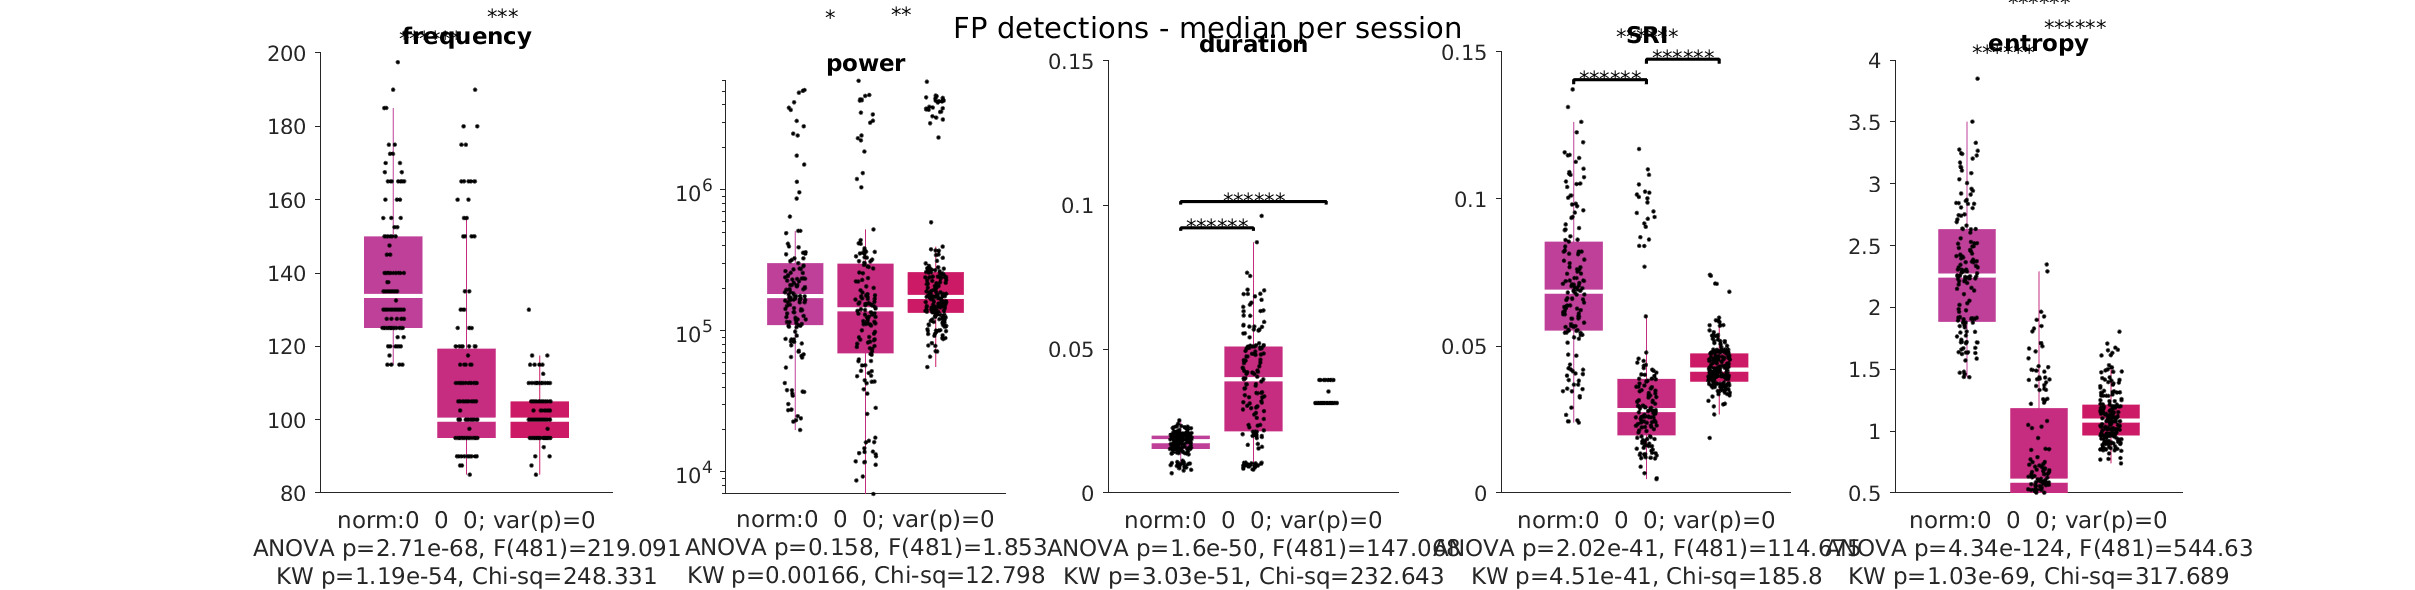 FP detections - median per session
***
******
frequency
200
180
160
140
120
100
80
norm:0 0 0; var(p)=0
ANOVA p=2.71e-68, F(481)=219.091
KW p=1.19e-54, Chi-sq=248.331
*
**
power
10^6
10^5
10^4
norm:0 0 0; var(p)=0
ANOVA p=0.158, F(481)=1.853
KW p=0.00166, Chi-sq=12.798
duration
0.15
0.1
0.05
0
******
******
norm:0 0 0; var(p)=0
ANOVA p=1.6e-50, F(481)=147.068
KW p=3.03e-51, Chi-sq=232.643
******
SRI
******
******
0.15
0.1
0.05
0
norm:0 0 0; var(p)=0
ANOVA p=2.02e-41, F(481)=114.675
KW p=4.51e-41, Chi-sq=185.8
******
******
******
entropy
4
3.5
3
2.5
2
1.5
1
0.5
norm:0 0 0; var(p)=0
ANOVA p=4.34e-124, F(481)=544.63
KW p=1.03e-69, Chi-sq=317.689